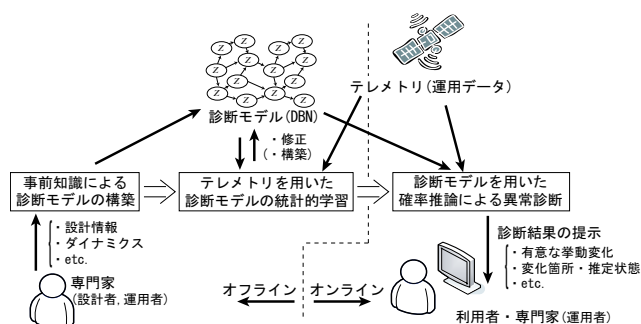 Z Z Z Z
Z Z Z Z
Z Z Z Z
Z Z Z Z
テレメトリ(運用データ)
診断モデル(DBN)
・修正
(・構築)
事前知識による
診断モデルの構築
テレメトリを用いた
診断モデルの統計的学習
診断モデルを用いた
確率推論による異常診断
・設計情報
・ダイナミクス
・etc.
専門家
(設計者,運用者)
診断結果の提示
・有意な挙動変化
・変化箇所・推定状態
・etc.
オフライン
オンライン
利用者・専門家(運用者)